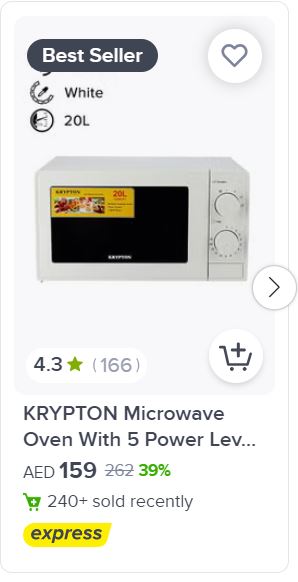 Best Seller
White
20L
KRYPTON
20L
KRYPTON
4.3 ★ (166)
KRYPTON Microwave
Oven With 5 Power Lev...
AED 159 262 39%
240+ sold recently
express